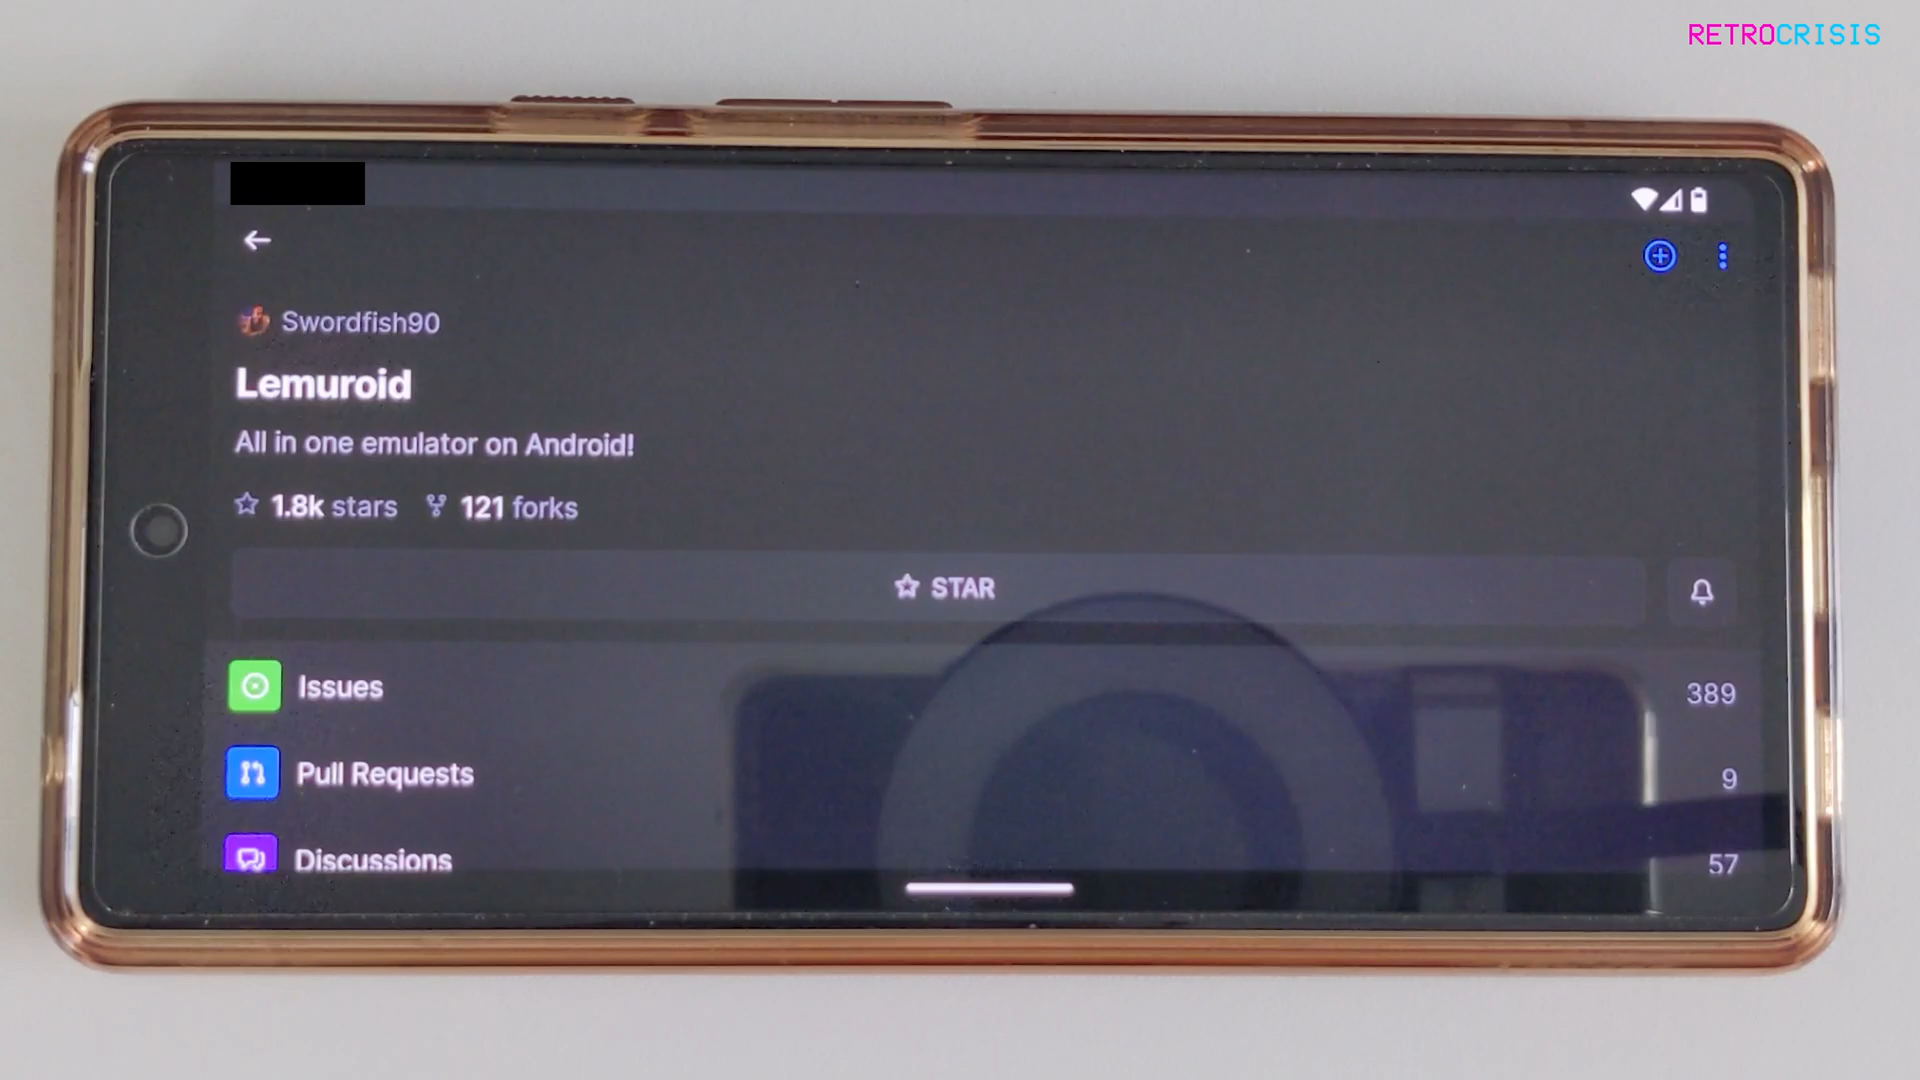 RETROCRISIS
Swordfish90
Lemuroid
All in one emulator on Android!
1.8k stars 121 forks
STAR
Issues 389
Pull Requests 9
Discussions 57